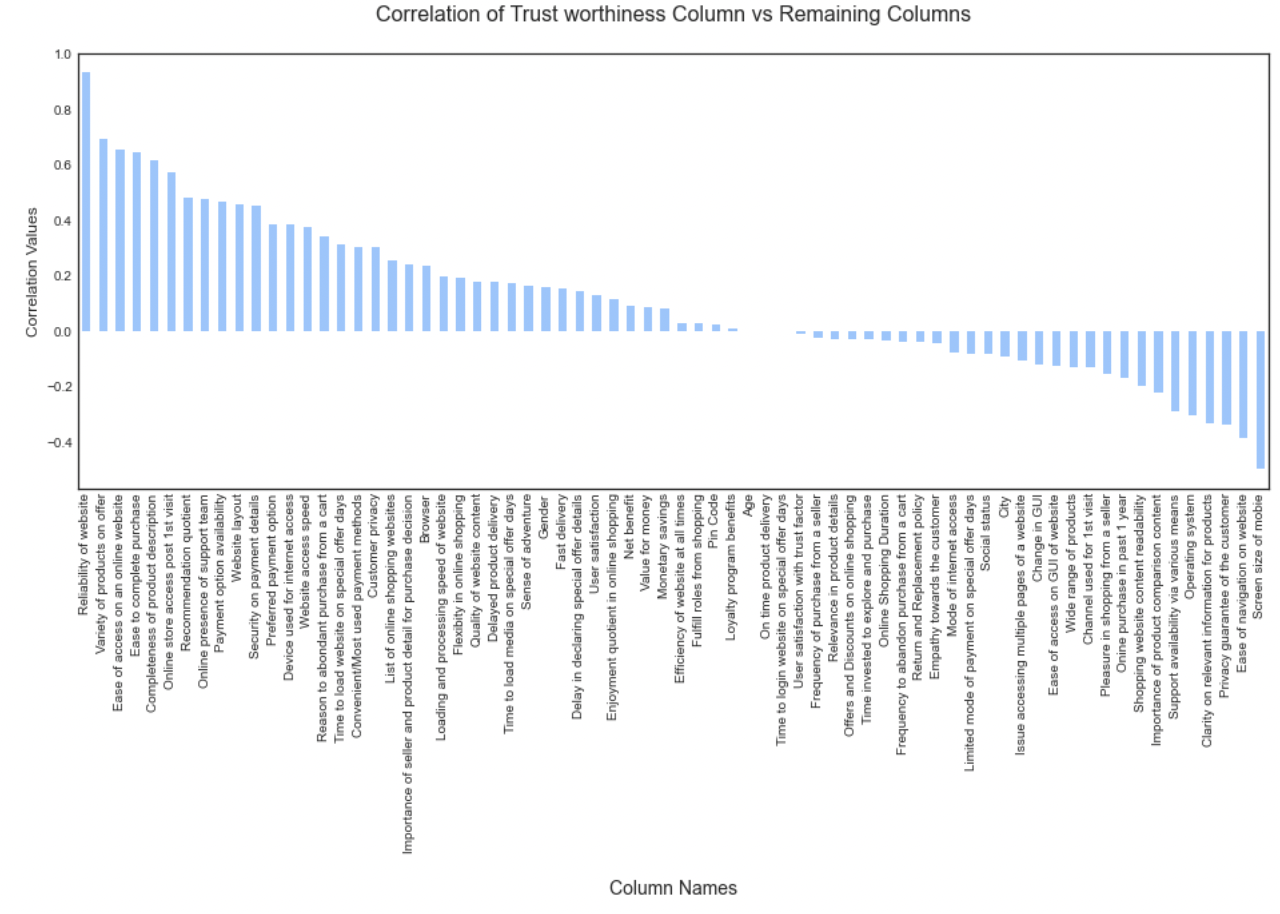 Correlation of Trust worthiness Column vs Remaining Columns
1.0
0.8
0.6
0.4
0.2
0.0
−0.2
−0.4
Correlation Values
Reliability of website
Variety of products on offer
Ease of access on an online website
Ease to complete purchase
Completeness of product description
Online store access post 1st visit
Recommendation quotient
Online presence of support team
Payment option availability
Website layout
Security on payment details
Preferred payment option
Device used for internet access
Website access speed
Reason to abondant purchase from a cart
Time to load website on special offer days
Convenient/Most used payment methods
Customer privacy
List of online shopping websites
Importance of seller and product detail for purchase decision
Browser
Loading and processing speed of website
Flexibity in online shopping
Quality of website content
Delayed product delivery
Time to load media on special offer days
Sense of adventure
Gender
Fast delivery
Delay in declaring special offer details
User satisfaction
Enjoyment quotient in online shopping
Net benefit
Value for money
Monetary savings
Efficiency of website at all times
Fulfill roles from shopping
Pin Code
Loyalty program benefits
Age
On time product delivery
Time to login website on special offer days
User satisfaction with trust factor
Frequency of purchase from a seller
Relevance in product details
Offers and Discounts on online shopping
Time invested to explore and purchase
Online Shopping Duration
Frequency to abandon purchase from a cart
Return and Replacement policy
Empathy towards the customer
Mode of internet access
Limited mode of payment on special offer days
Social status
City
Issue accessing multiple pages of a website
Change in GUI
Ease of access on GUI of website
Wide range of products
Channel used for 1st visit
Pleasure in shopping from a seller
Onine purchase in past 1 year
Shopping website content readability
Importance of product comparison content
Support availability via various means
Operating system
Clarity on relevant information for products
Privacy guarantee of the customer
Ease of navigation on website
Screen size of mobie
Column Names